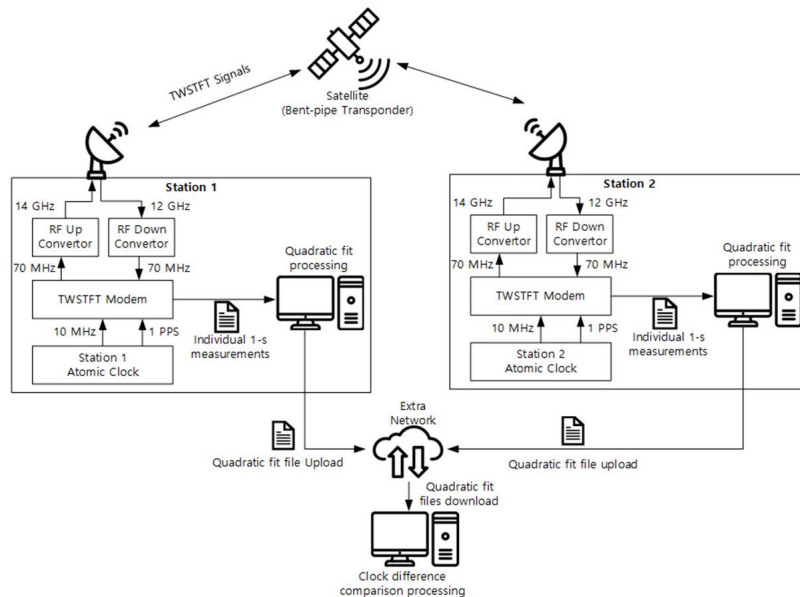 TWSTFT Signals
Satellite
(Bent-pipe Transponder)
Station 1
14 GHz
12 GHz
RF Up
Convertor
RF Down
Convertor
70 MHz
70 MHz
TWSTFT Modem
10 MHz
1 PPS
Station 1
Atomic Clock
Quadratic fit
processing
Individual 1-s
measurements
Station 2
14 GHz
12 GHz
RF Up
Convertor
RF Down
Convertor
70 MHz
70 MHz
TWSTFT Modem
10 MHz
1 PPS
Station 2
Atomic Clock
Quadratic fit
processing
Individual 1-s
measurements
Extra
Network
Quadratic fit file Upload
Quadratic fit file upload
Quadratic fit
files download
Clock difference
comparison processing